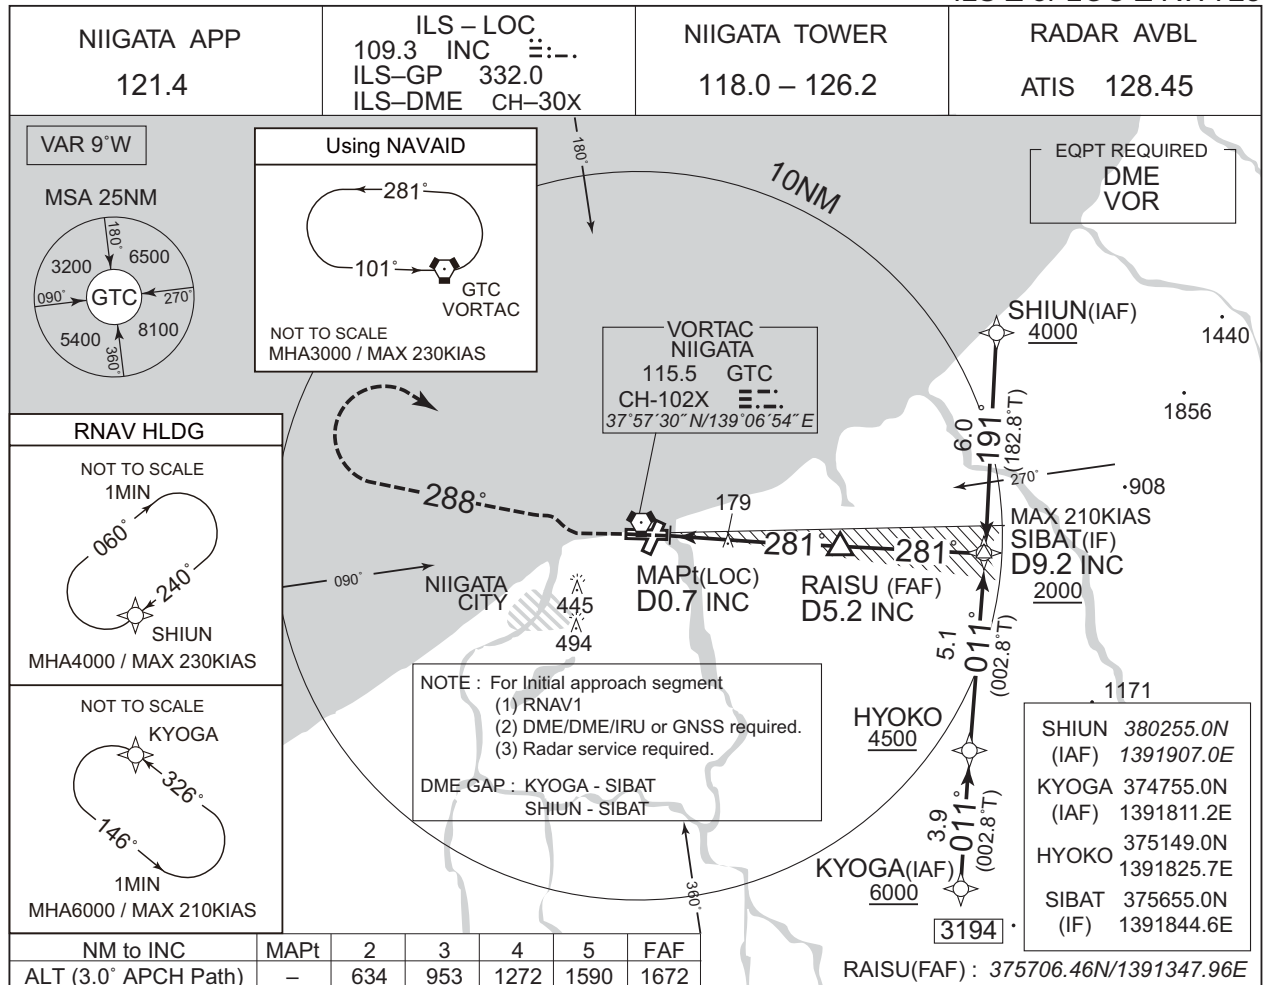 NIIGATA APP
121.4
ILS – LOC
109.3 INC
ILS–GP 332.0
ILS–DME CH–30X
NIIGATA TOWER
118.0 – 126.2
RADAR AVBL
ATIS 128.45
VAR 9˚W
MSA 25NM
180˚
3200
6500
090˚
GTC
270˚
5400
8100
360˚
Using NAVAID
281˚
101˚
GTC
VORTAC
NOT TO SCALE
MHA3000 / MAX 230KIAS
180˚
10NM
EQPT REQUIRED
DME
VOR
VORTAC
NIIGATA
115.5 GTC
CH-102X
37˚57´30˝ N/139˚06´54˝ E
SHIUN(IAF)
4000
1440
1856
6.0
191˚
(182.8˚T)
270˚
908
RNAV HLDG
NOT TO SCALE
1MIN
060˚
240˚
SHIUN
MHA4000 / MAX 230KIAS
NOT TO SCALE
KYOGA
326˚
146˚
1MIN
MHA6000 / MAX 210KIAS
288˚
179
281˚
281˚
MAX 210KIAS
SIBAT(IF)
D9.2 INC
2000
090˚
NIIGATA
CITY
445
494
MAPt(LOC)
D0.7 INC
RAISU (FAF)
D5.2 INC
5.1
011˚
(002.8˚T)
NOTE : For Initial approach segment
(1) RNAV1
(2) DME/DME/IRU or GNSS required.
(3) Radar service required.
DME GAP : KYOGA - SIBAT
SHIUN - SIBAT
HYOKO
4500
1171
3.9
011˚
(002.8˚T)
KYOGA(IAF)
6000
360˚
3194
SHIUN 380255.0N
(IAF) 1391907.0E
KYOGA 374755.0N
(IAF) 1391811.2E
HYOKO 375149.0N
1391825.7E
SIBAT 375655.0N
(IF) 1391844.6E
RAISU(FAF) : 375706.46N/1391347.96E
NM to INC MAPt 2 3 4 5 FAF
ALT (3.0˚ APCH Path) – 634 953 1272 1590 1672